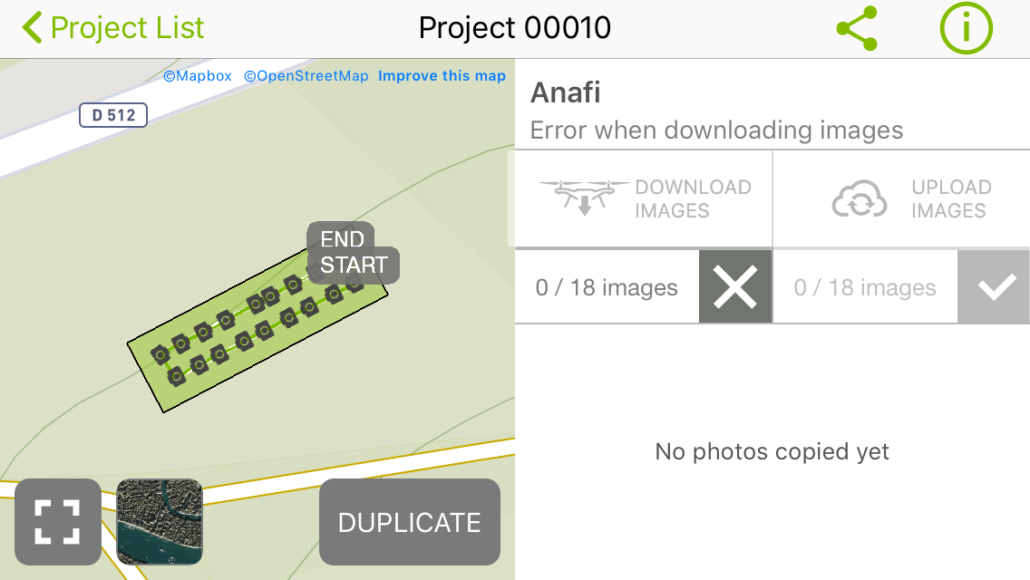 Project List
Project 00010
©Mapbox ©OpenStreetMap Improve this map
D 512
END
START
DUPLICATE
Anafi
Error when downloading images
DOWNLOAD
IMAGES
UPLOAD
IMAGES
0 / 18 images
0 / 18 images
No photos copied yet